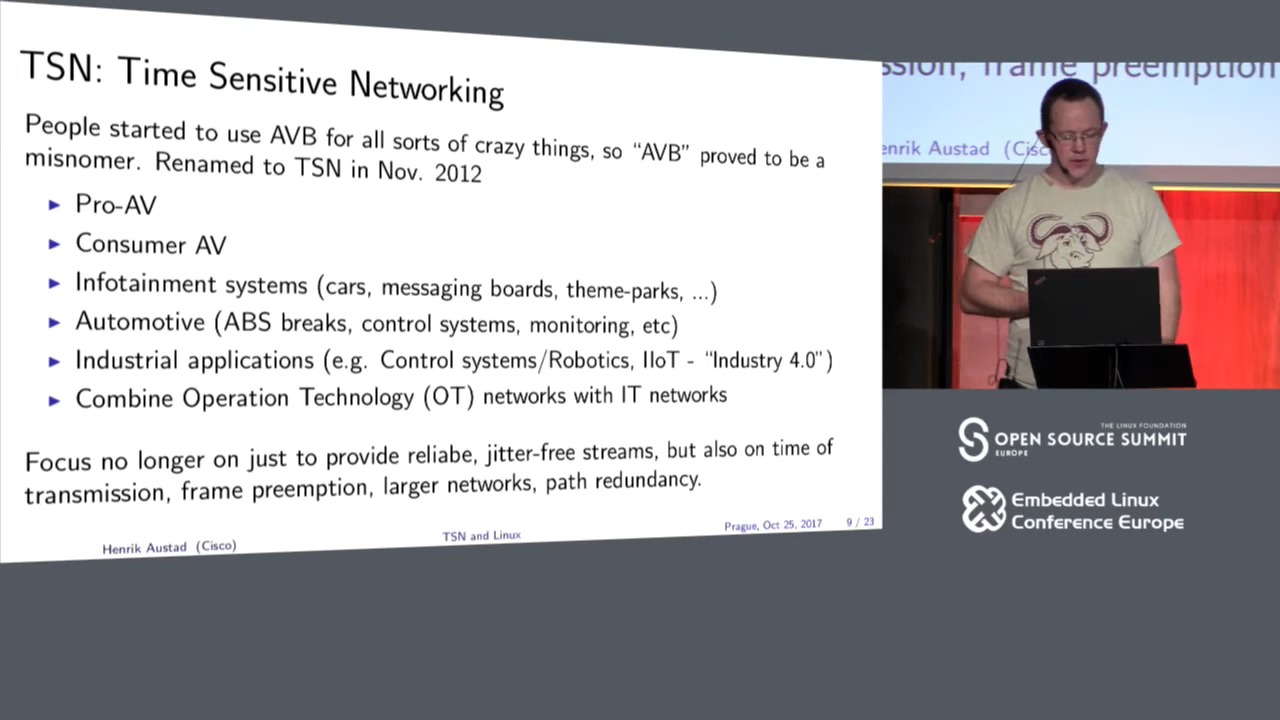 TSN: Time Sensitive Networking
People started to use AVB for all sorts of crazy things, so “AVB” proved to be a
misnomer. Renamed to TSN in Nov. 2012
Pro-AV
Consumer AV
Infotainment systems (cars, messaging boards, theme-parks, ...)
Automotive (ABS breaks, control systems, monitoring, etc)
Industrial applications (e.g. Control systems/Robotics, IIoT - “Industry 4.0”)
Combine Operation Technology (OT) networks with IT networks
Focus no longer on just to provide reliabe, jitter-free streams, but also on time of
transmission, frame preemption, larger networks, path redundancy.
Henrik Austad (Cisco)
TSN and Linux
Prague, Oct 25, 2017
9 / 23
ssion, frame preemption
enrik Austad (Cisc
THE LINUX FOUNDATION
OPEN SOURCE SUMMIT
EUROPE
Embedded Linux
Conference Europe